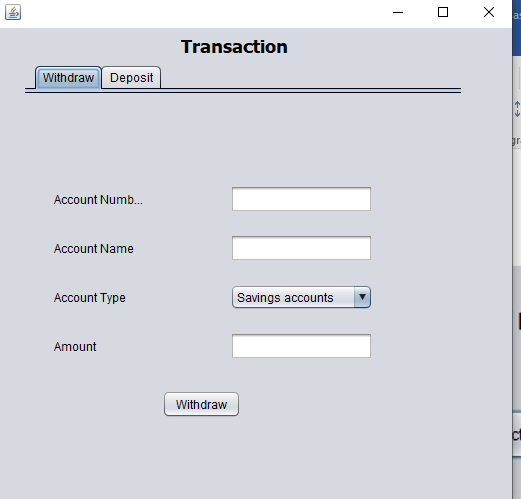 Transaction
Withdraw Deposit
Account Numb...
Account Name
Account Type Savings accounts
Amount
Withdraw